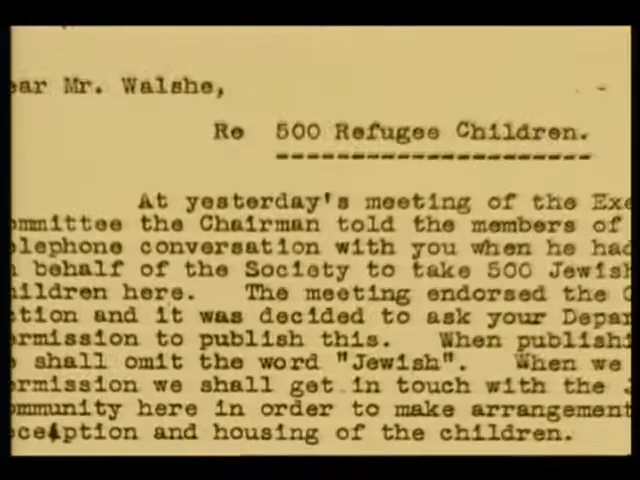 ear Mr. Walshe,
Re 500 Refugee Children.
At yesterday's meeting of the Exe
ommittee the Chairman told the members of
elephone conversation with you when he had
behalf of the Society to take 500 Jewish
hildren here. The meeting endorsed the C
ction and it was decided to ask your Depar
ermission to publish this. When publishi
e shall omit the word "Jewish". When we
ermission we shall get in touch with the J
ommunity here in order to make arrangement
eception and housing of the children.